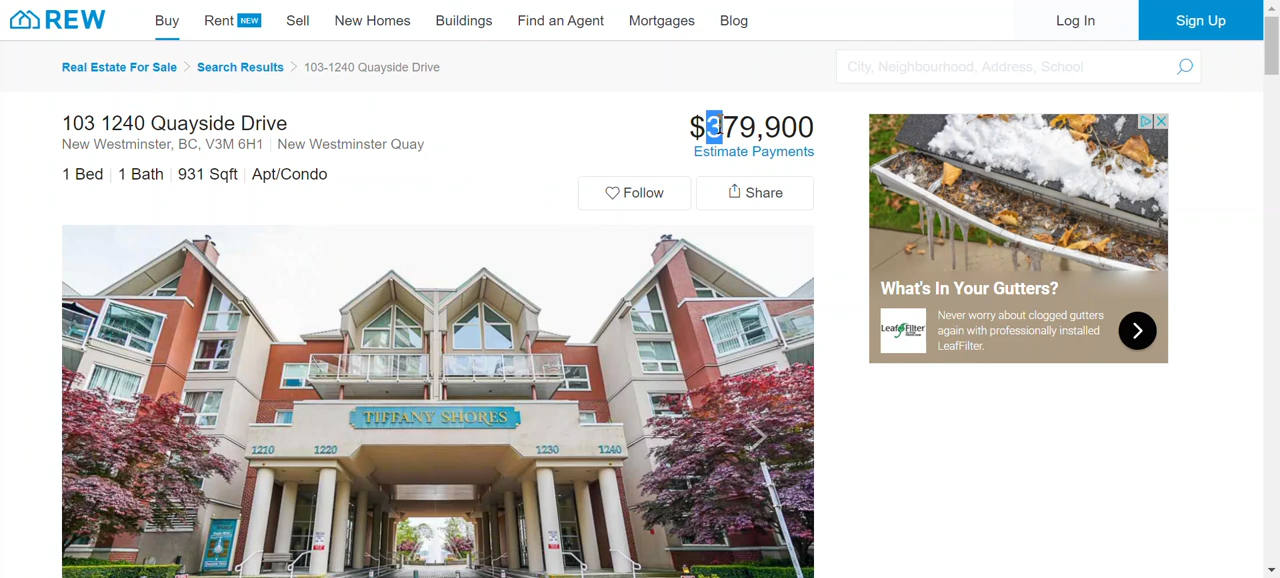 REW
Buy
Rent NEW
Sell
New Homes
Buildings
Find an Agent
Mortgages
Blog
Log In
Sign Up
Real Estate For Sale
Search Results
103-1240 Quayside Drive
City, Neighbourhood, Address, School
103 1240 Quayside Drive
$379,900
New Westminster, BC, V3M 6H1 | New Westminster Quay
Estimate Payments
1 Bed | 1 Bath | 931 Sqft | Apt/Condo
Follow
Share
TIFFANY SHORES
1210
1220
1230
1240
What's In Your Gutters?
LeafFilter
Never worry about clogged gutters
again with professionally installed
LeafFilter.